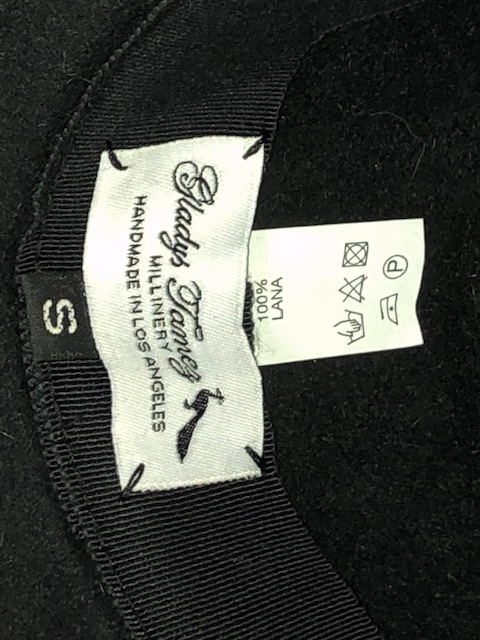 Gladys Tamez
MILLINERY
HANDMADE IN LOS ANGELES
S
100%
LANA
P